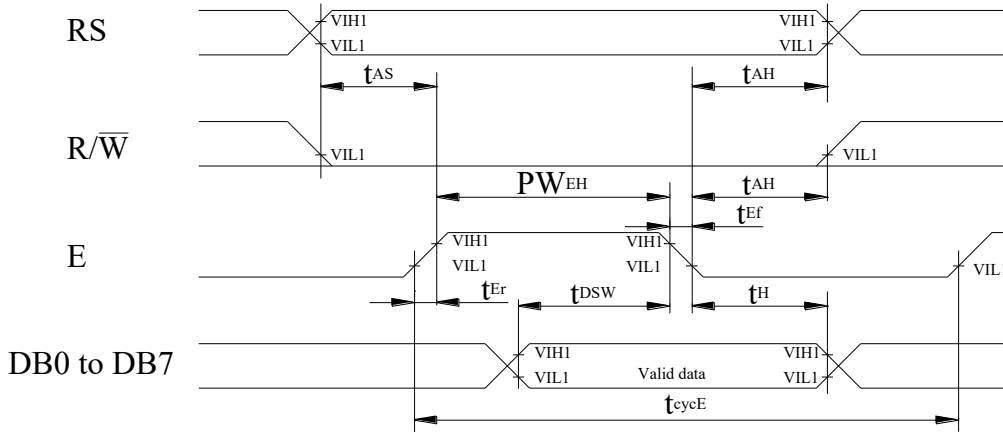 RS
VIH1
VIL1
VIH1
VIL1
tAS
tAH
R/W̅
VIL1
VIL1
PWEH
tAH
tEf
E
VIH1
VIL1
VIH1
VIL1
VIL1
tEr
tDSW
tH
DB0 to DB7
VIH1
VIL1
Valid data
VIH1
VIL1
tcycE